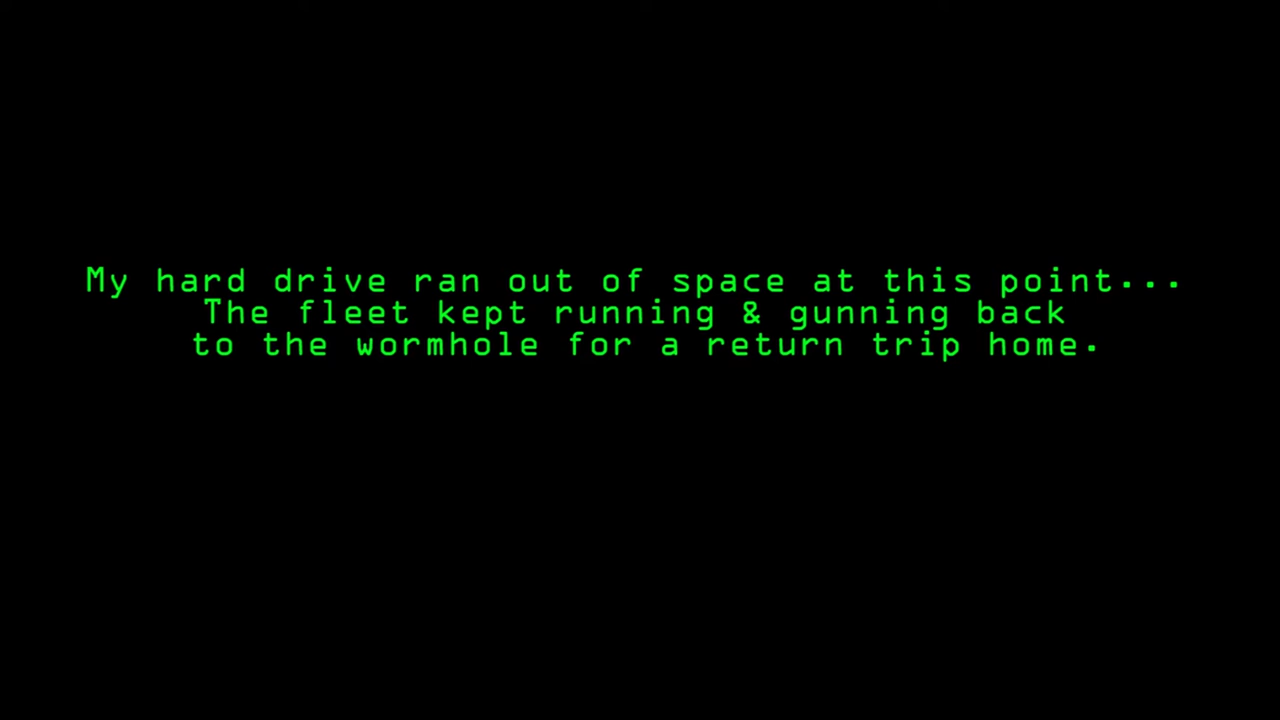 My hard drive ran out of space at this point...
The fleet kept running & gunning back
to the wormhole for a return trip home.